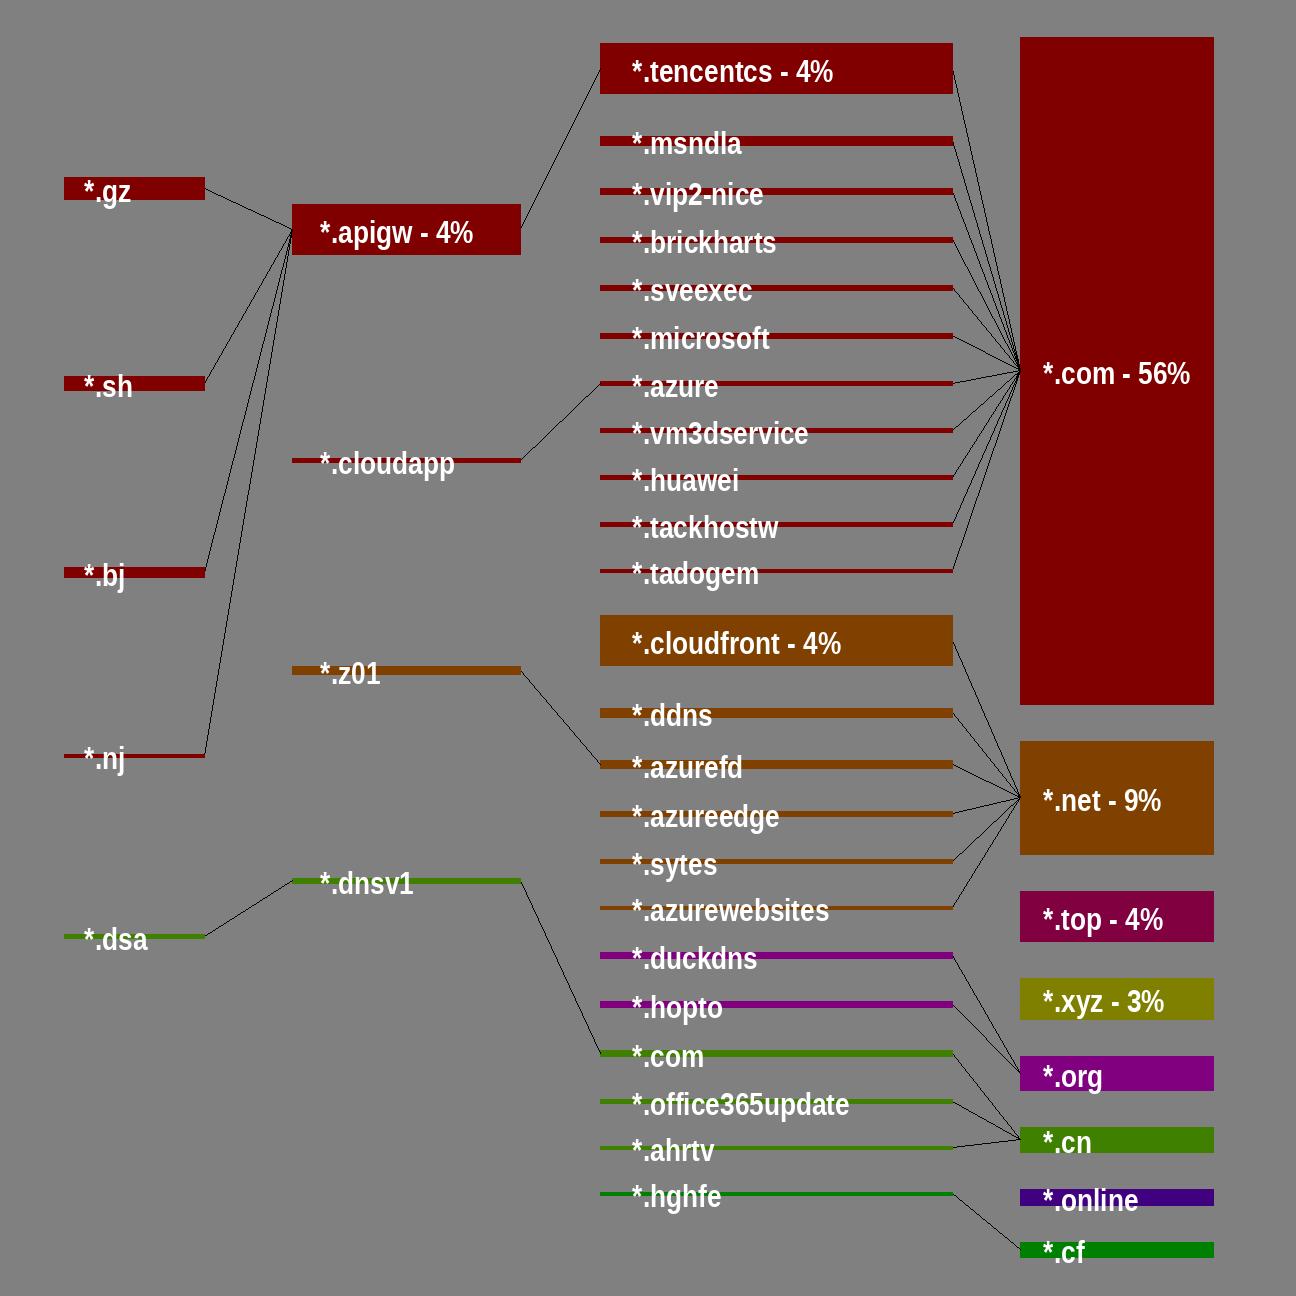 *.gz
*.sh
*.bj
*.nj
*.dsa
*.apigw - 4%
*.cloudapp
*.z01
*.dnsv1
*.tencentcs - 4%
*.msndla
*.vip2-nice
*.brickharts
*.sveexec
*.microsoft
*.azure
*.vm3dservice
*.huawei
*.tackhostw
*.tadogem
*.cloudfront - 4%
*.ddns
*.azurefd
*.azureedge
*.sytes
*.azurewebsites
*.duckdns
*.hopto
*.com
*.office365update
*.ahrtv
*.hghfe
*.com - 56%
*.net - 9%
*.top - 4%
*.xyz - 3%
*.org
*.cn
*.online
*.cf